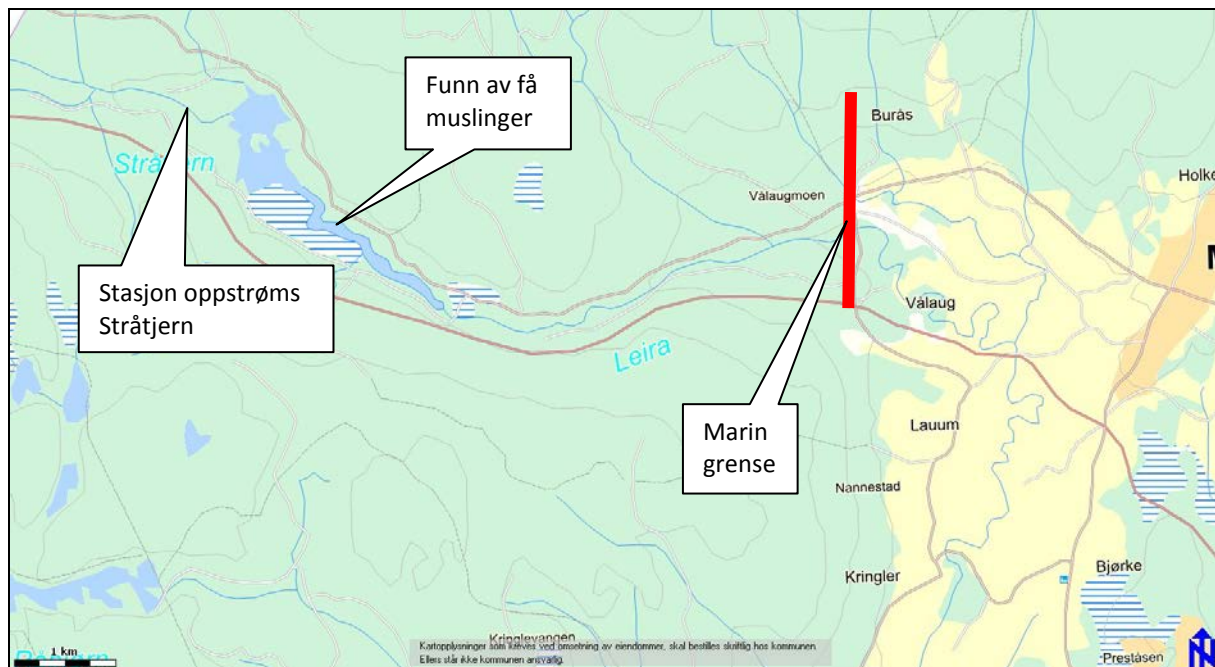 Funn av få
muslinger
Burås
Stråtjern
Holke
Vålaugmoen
M
Stasjon oppstrøms
Stråtjern
Vålaug
Leira
Marin
grense
Lauum
Nannestad
Kringler
Bjørke
Kringlevangen
1 km
Kartopplysninger som kreves ved omsetning av eiendommer, skal bestilles skriftlig hos kommunen.
Ellers står ikke kommunen ansvarlig.
Preståsen
N